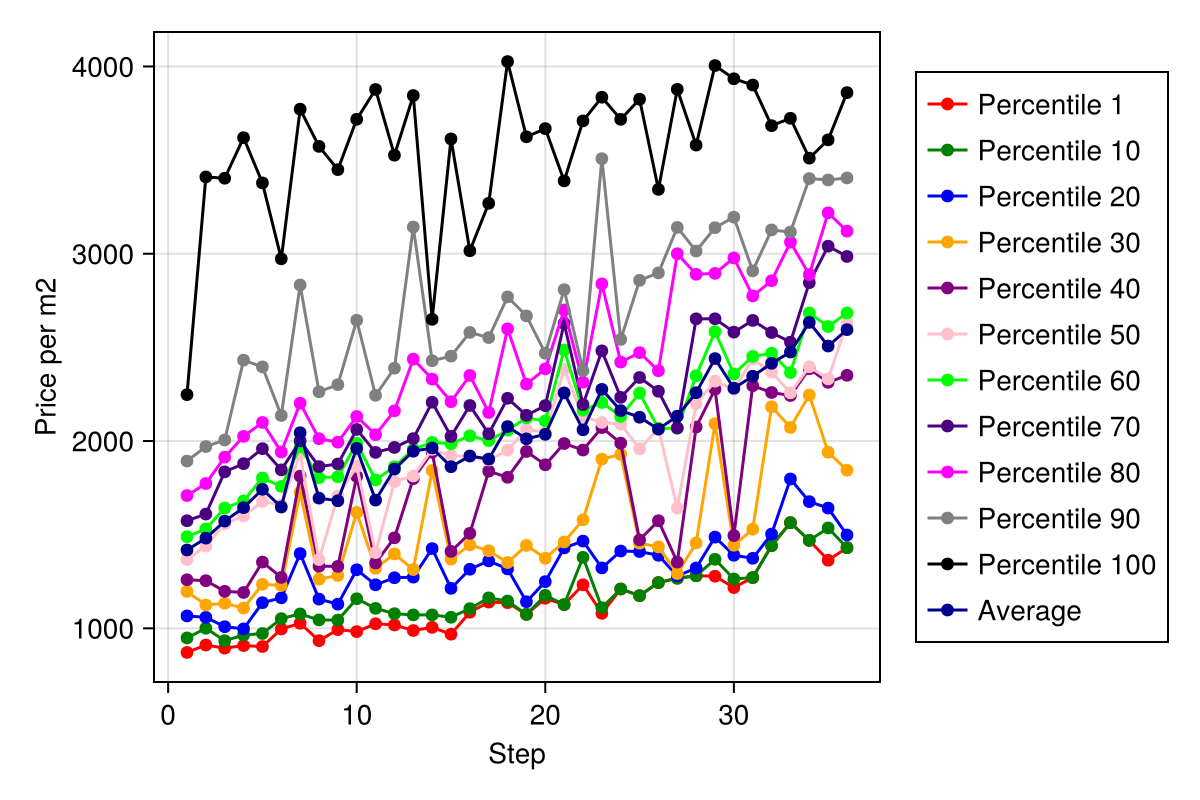 4000
3000
2000
1000
Price per m2
0 10 20 30
Step
Percentile 1
Percentile 10
Percentile 20
Percentile 30
Percentile 40
Percentile 50
Percentile 60
Percentile 70
Percentile 80
Percentile 90
Percentile 100
Average